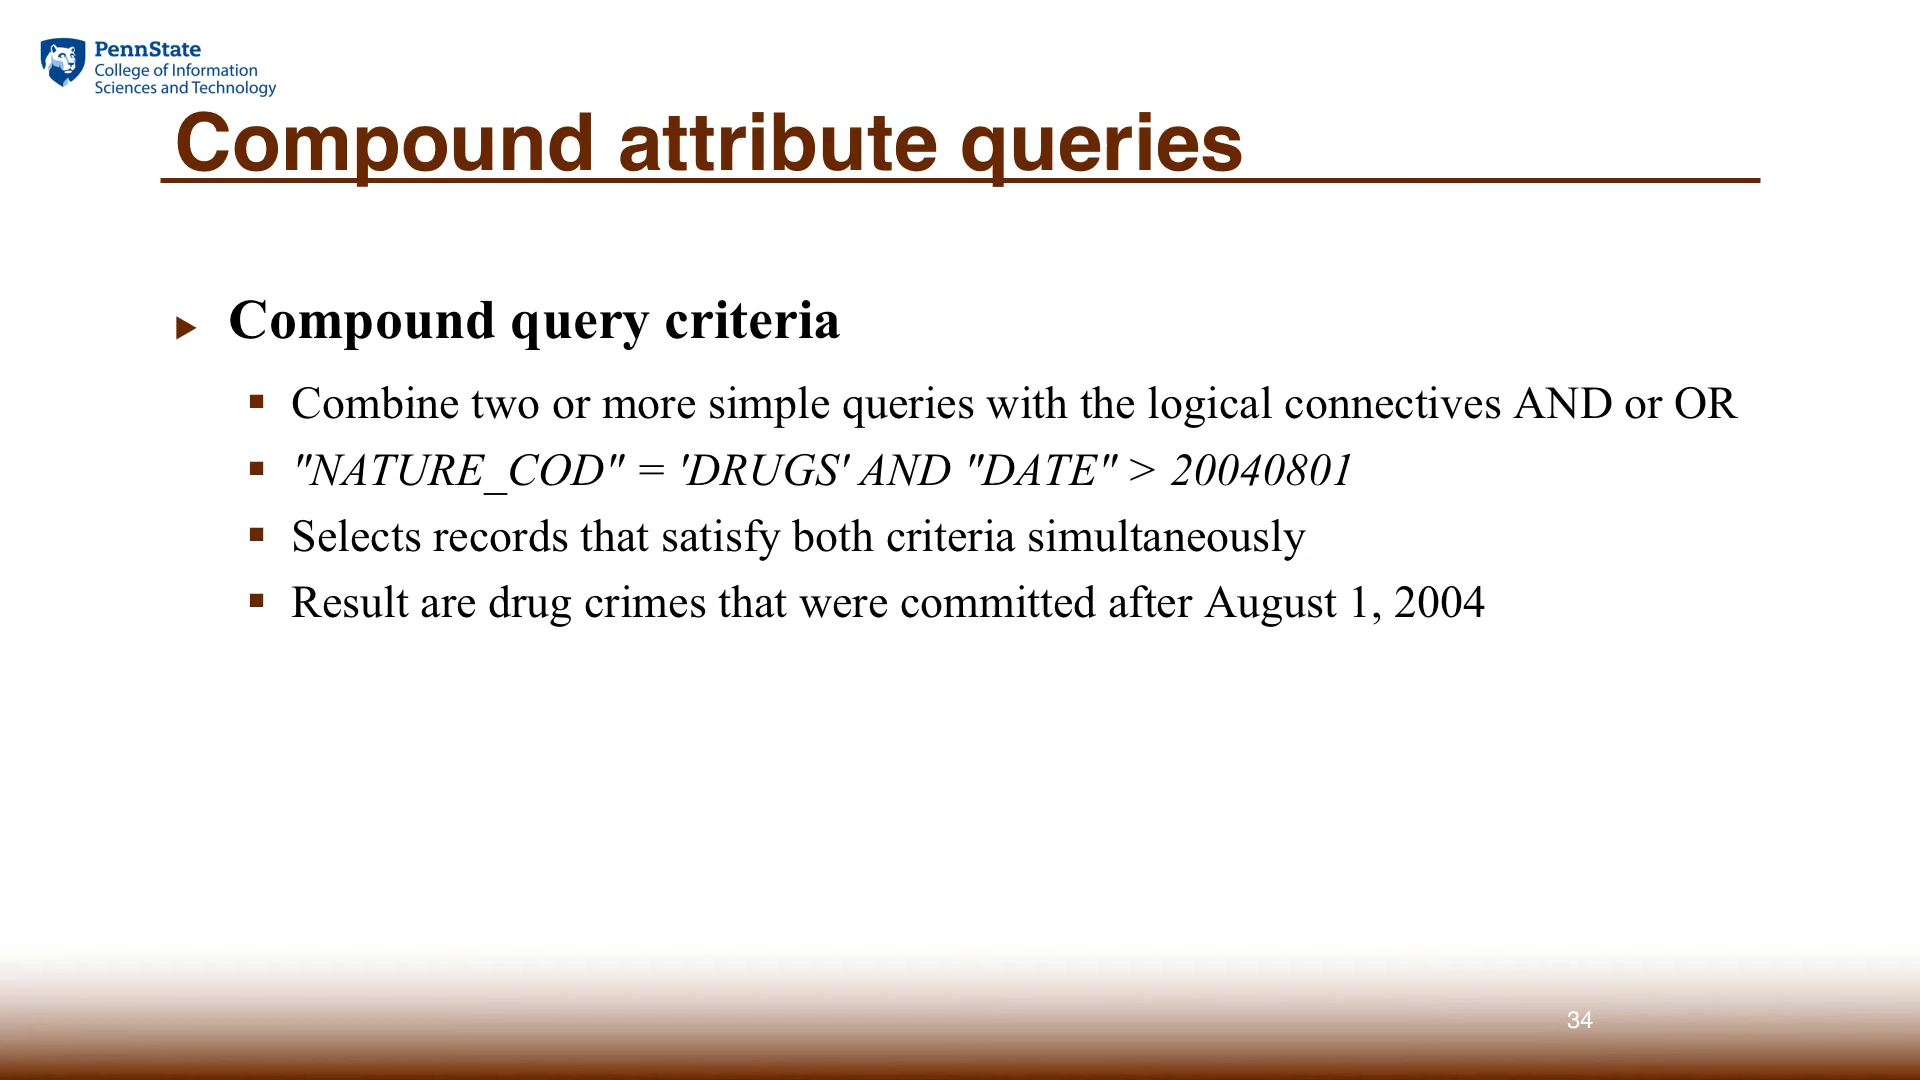 PennState
College of Information
Sciences and Technology
Compound attribute queries
Compound query criteria
Combine two or more simple queries with the logical connectives AND or OR
"NATURE_COD" = 'DRUGS' AND "DATE" > 20040801
Selects records that satisfy both criteria simultaneously
Result are drug crimes that were committed after August 1, 2004
34